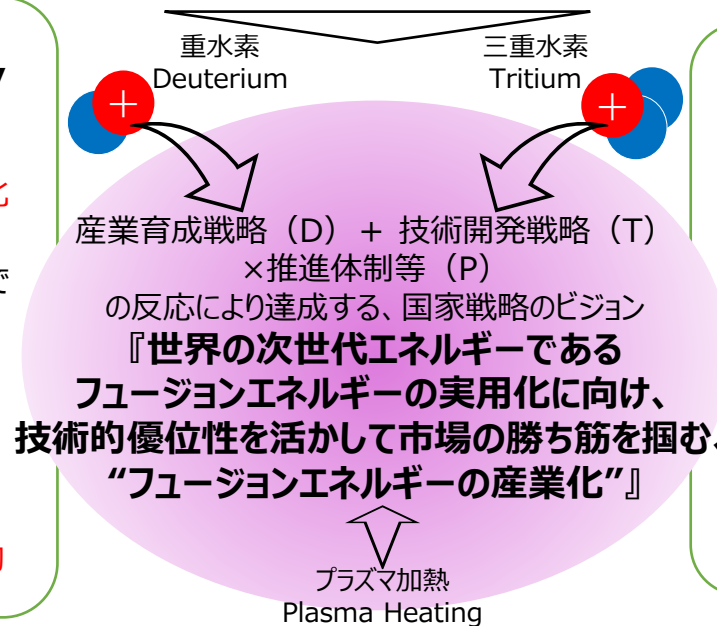 重水素
Deuterium
三重水素
Tritium
+
+
産業育成戦略（D）+ 技術開発戦略（T）
×推進体制等（P）
の反応により達成する、国家戦略のビジョン
『世界の次世代エネルギーである
フュージョンエネルギーの実用化に向け、
技術的優位性を活かして市場の勝ち筋を掴む、
“フュージョンエネルギーの産業化”』
プラズマ加熱
Plasma Heating
で